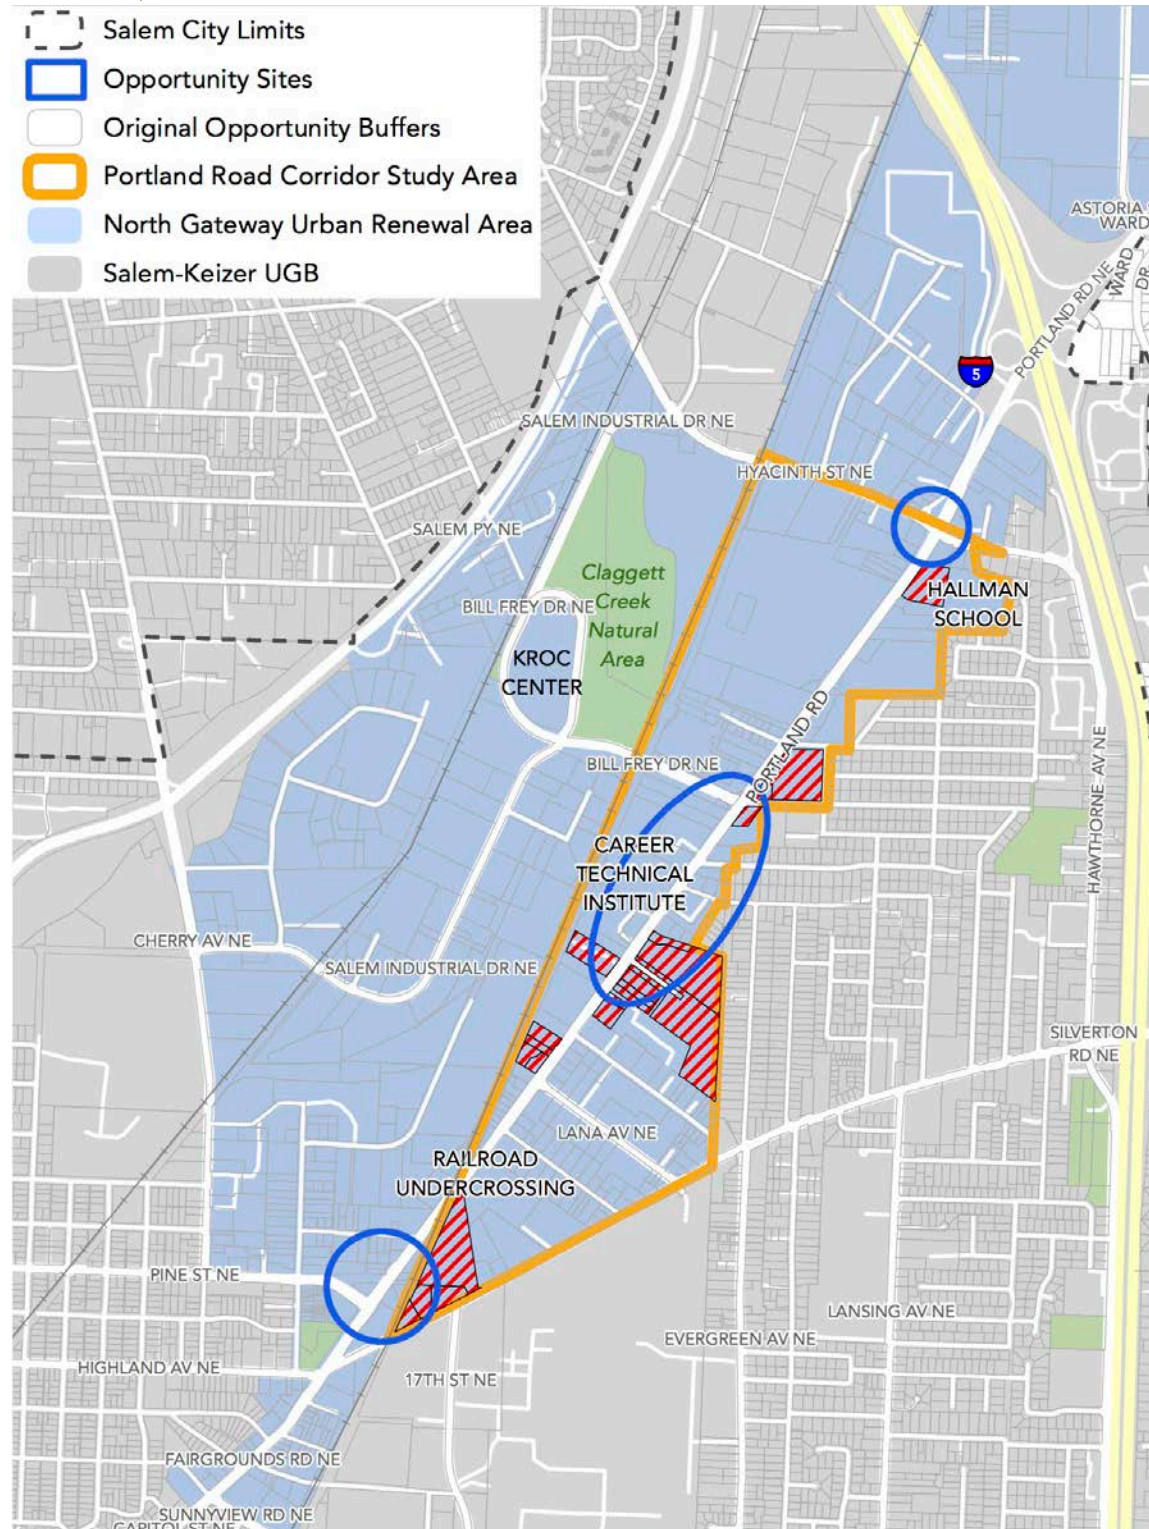 Salem City Limits
Opportunity Sites
Original Opportunity Buffers
Portland Road Corridor Study Area
North Gateway Urban Renewal Area
Salem-Keizer UGB
ASTORIA
WARD
WARD
DR
PORTLAND RD NE
5
SALEM INDUSTRIAL DR NE
HYACINTH ST NE
SALEM PY NE
Claggett
Creek
Natural
Area
BILL FREY DR NE
HALLMAN
SCHOOL
KROC
CENTER
PORTLAND RD
BILL FREY DR NE
HAWTHORNE AV NE
CAREER
TECHNICAL
INSTITUTE
CHERRY AV NE
SALEM INDUSTRIAL DR NE
SILVERTON
RD NE
LANA AV NE
RAILROAD
UNDERCROSSING
PINE ST NE
LANSING AV NE
EVERGREEN AV NE
HIGHLAND AV NE
17TH ST NE
FAIRGROUNDS RD NE
SUNNYVIEW RD NE
CAPITOL ST NE